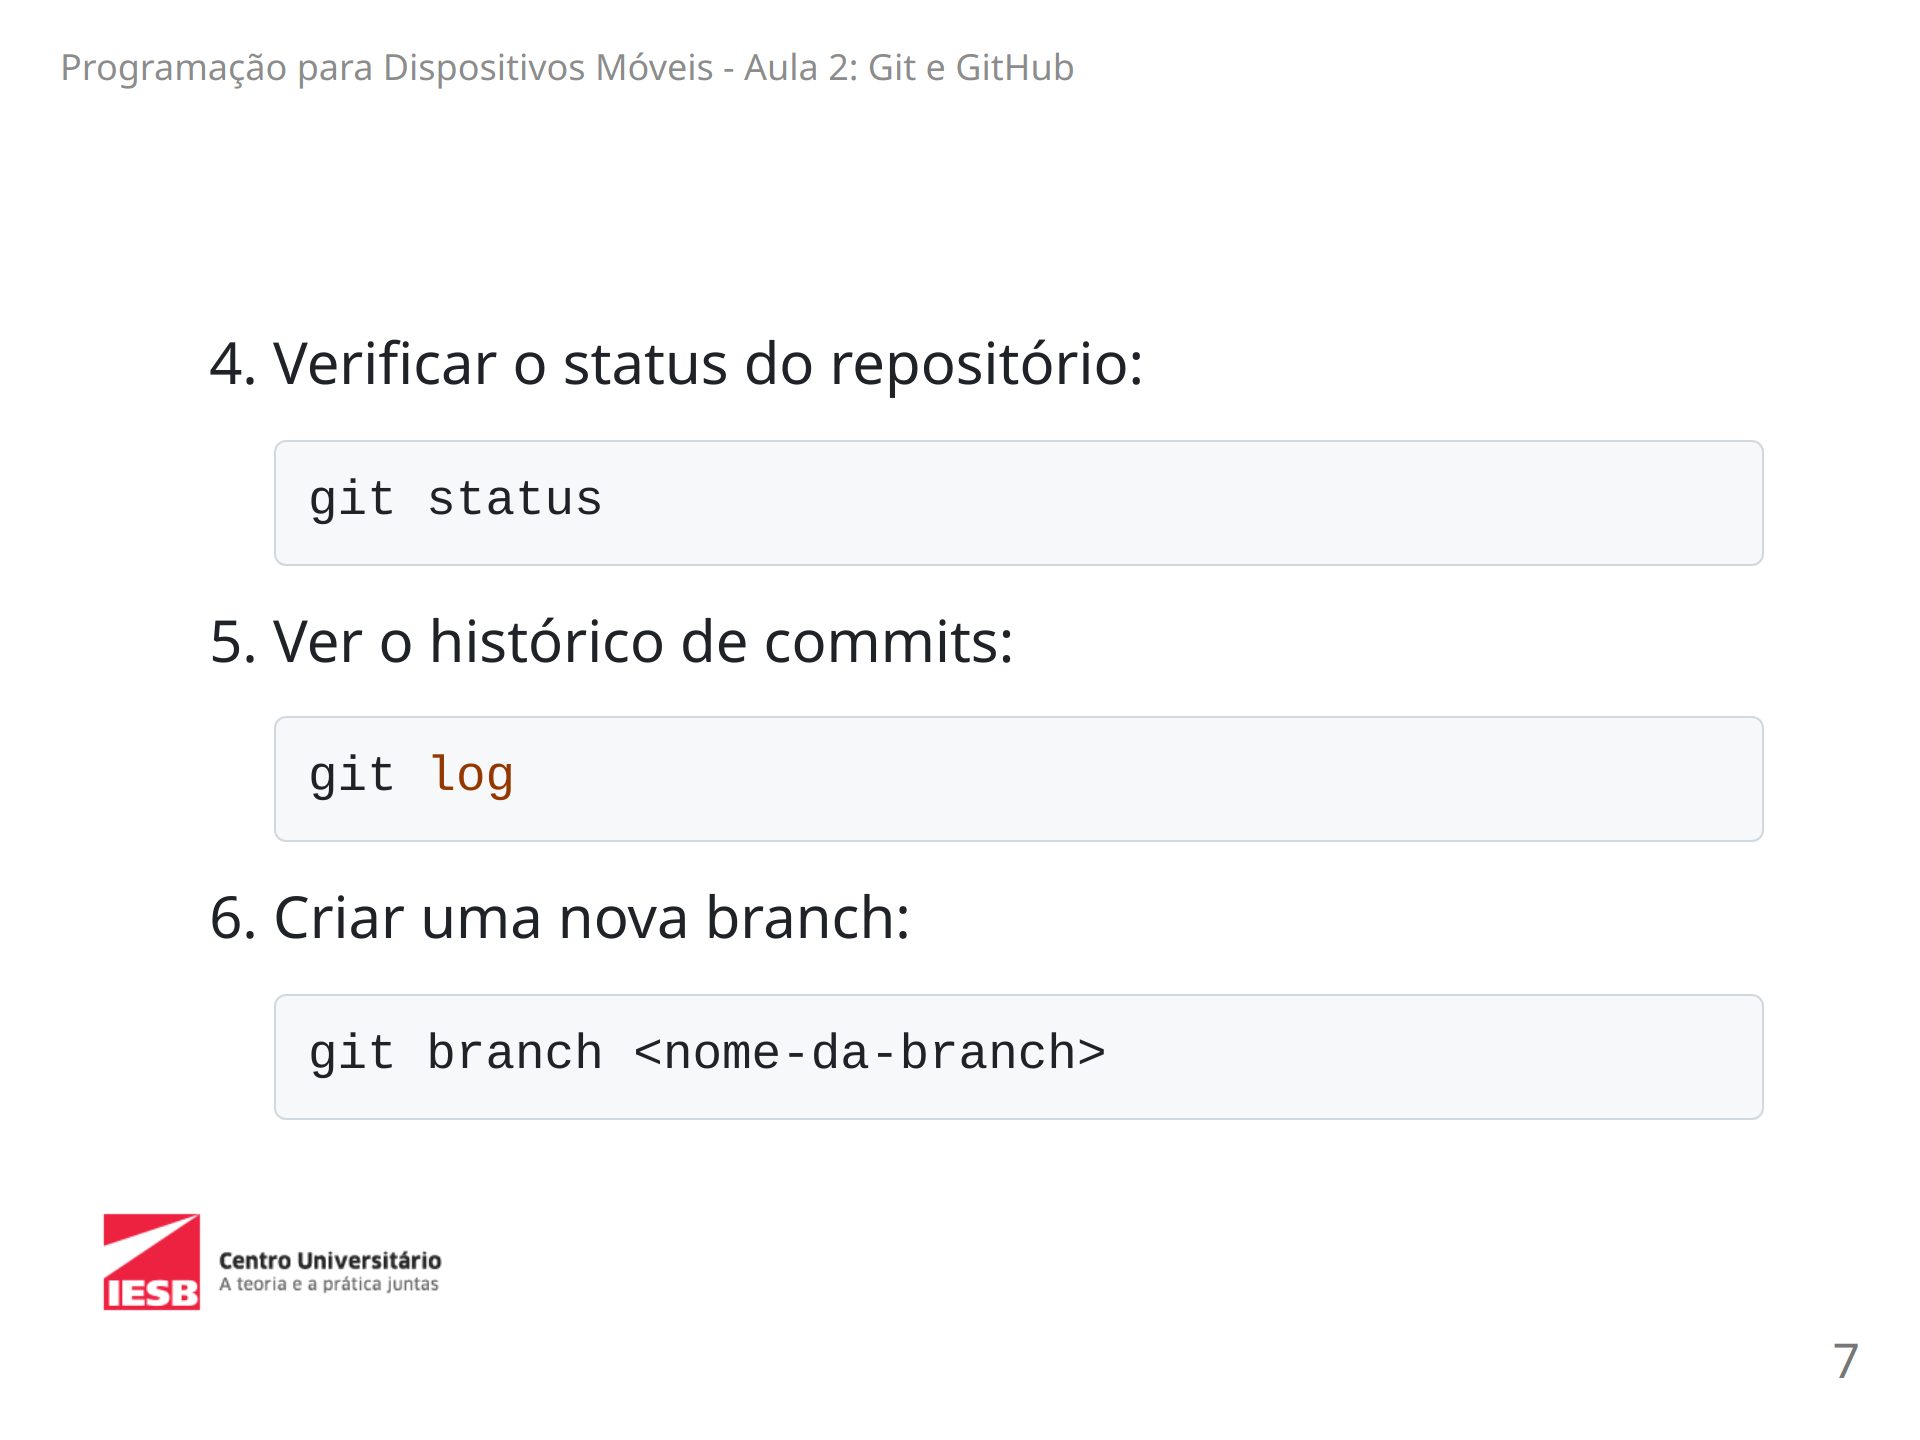 Programação para Dispositivos Móveis - Aula 2: Git e GitHub
4. Verificar o status do repositório:
git status
5. Ver o histórico de commits:
git log
6. Criar uma nova branch:
git branch <nome-da-branch>
IESB
Centro Universitário
A teoria e a prática juntas
7